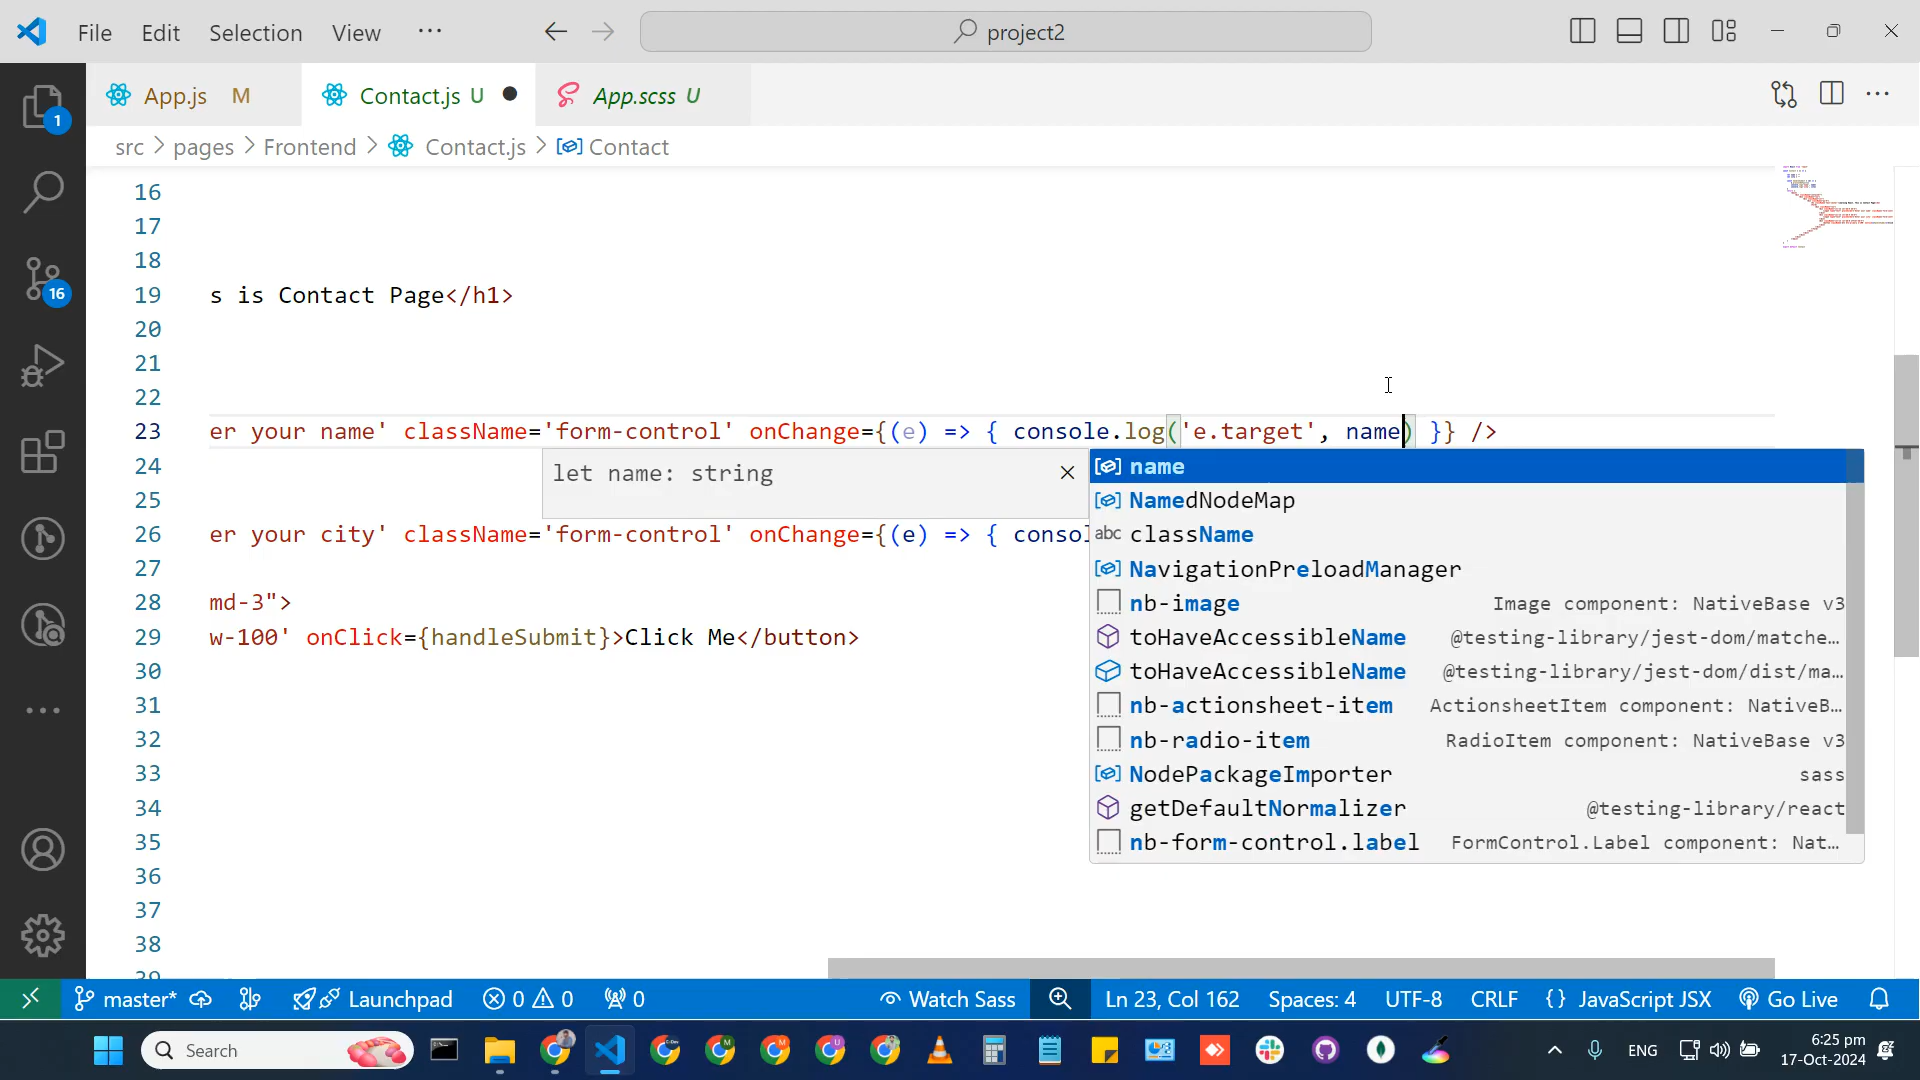 File Edit Selection View ··· project2
App.js M Contact.js U App.scss U
src > pages > Frontend > Contact.js > Contact
16
17
18
19 s is Contact Page</h1>
20
21
22
23 er your name' className='form-control' onChange={(e) => { console.log('e.target', name) }} />
let name: string
name
NamedNodeMap
className
NavigationPreloadManager
nb-image Image component: NativeBase v3
toHaveAccessibleName @testing-library/jest-dom/matche…
toHaveAccessibleName @testing-library/jest-dom/dist/ma…
nb-actionsheet-item ActionsheetItem component: NativeB…
nb-radio-item RadioItem component: NativeBase v3
NodePackageImporter sass
getDefaultNormalizer @testing-library/react
nb-form-control.label FormControl.Label component: Nat…
24
25
26 er your city' className='form-control' onChange={(e) => { consol
27
28 md-3">
29 w-100' onClick={handleSubmit}>Click Me</button>
30
31
32
33
34
35
36
37
38
39
1
16
master* Launchpad 0 0 0 Watch Sass Ln 23, Col 162 Spaces: 4 UTF-8 CRLF {} JavaScript JSX Go Live
Search ENG 6:25 pm
17-Oct-2024